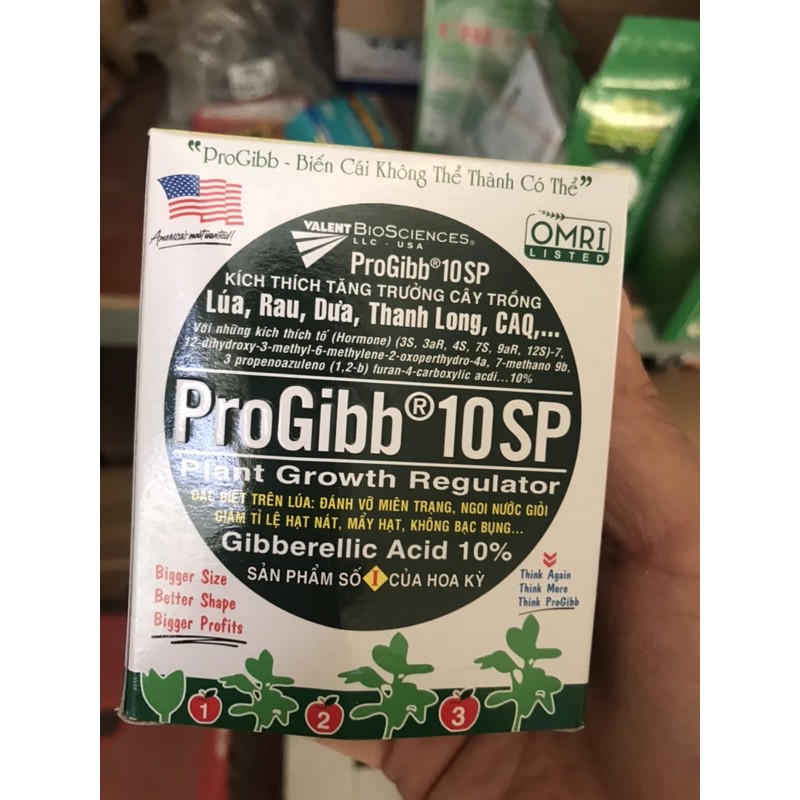 “ProGibb - Biến Cái Không Thể Thành Có Thể”
America's most wanted!
VALENT BIOSCIENCES®
LLC - USA
OMRI
LISTED
ProGibb®10SP
KÍCH THÍCH TĂNG TRƯỞNG CÂY TRỒNG
Lúa, Rau, Dưa, Thanh Long, CAQ,...
Với những kích thích tố (Hormone) (3S, 3aR, 4S, 7S, 9aR, 12S)-7,
12-dihydroxy-3-methyl-6-methylene-2-oxoperthydro-4a, 7-methano 9b,
3 propenoazuleno (1,2-b) furan-4-carboxylic acdi...10%
ProGibb®10SP
Plant Growth Regulator
ĐẶC BIỆT TRÊN LÚA: ĐÁNH VỠ MIÊN TRẠNG, NGOI NƯỚC GIỎI
GIẢM TỈ LỆ HẠT NÁT, MẨY HẠT, KHÔNG BẠC BỤNG...
Gibberellic Acid 10%
SẢN PHẨM SỐ I CỦA HOA KỲ
Bigger Size
Better Shape
Bigger Profits
Think Again
Think More
Think ProGibb
1
2
3